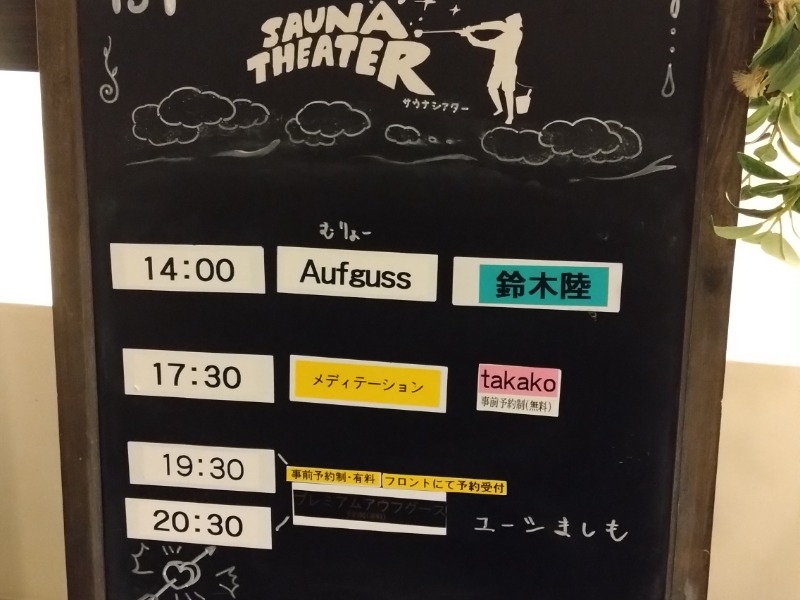 SAUNA
THEATER
サウナシアター
むりょー
14:00 Aufguss 鈴木陸
17:30 メディテーション takako
事前予約制(無料)
19:30
事前予約制・有料 フロントにて予約受付
プレミアムアウフグース
20:30 ユージましも